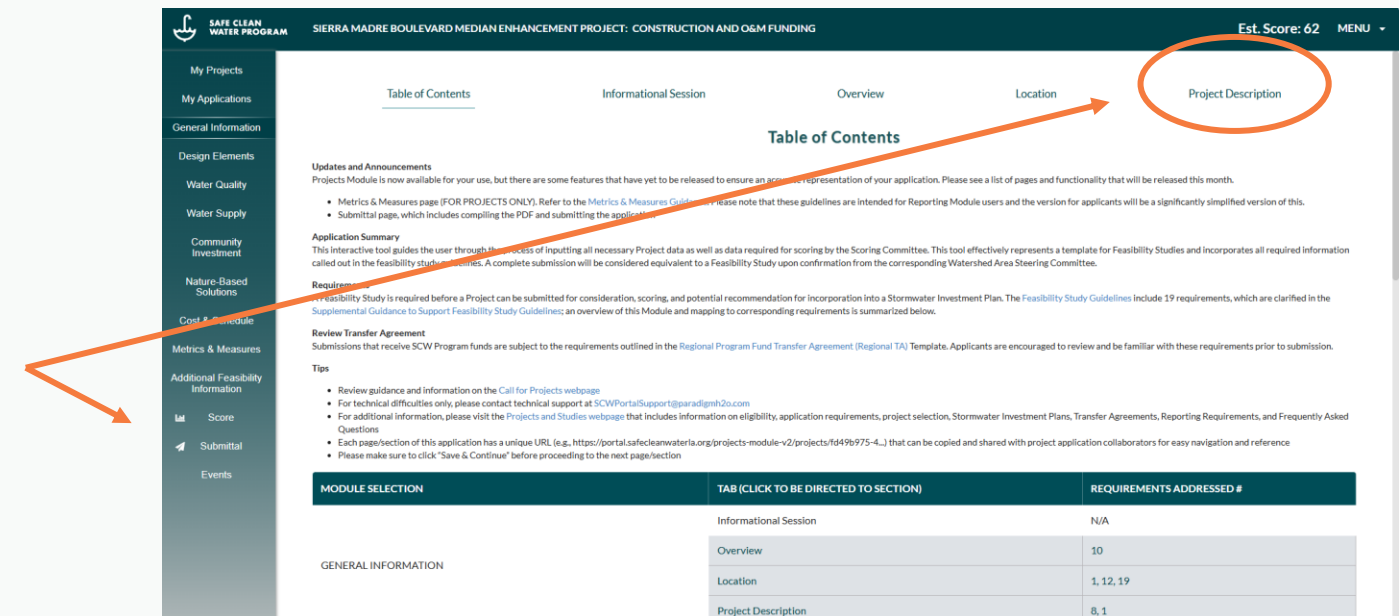 SAFE CLEAN
WATER PROGRAM
SIERRA MADRE BOULEVARD MEDIAN ENHANCEMENT PROJECT: CONSTRUCTION AND O&M FUNDING
Est. Score: 62
MENU
My Projects
My Applications
General Information
Design Elements
Water Quality
Water Supply
Community
Investment
Nature-Based
Solutions
Cost & Schedule
Metrics & Measures
Additional Feasibility
Information
Score
Submittal
Events
Table of Contents
Informational Session
Overview
Location
Project Description
Table of Contents
Updates and Announcements
Projects Module is now available for your use, but there are some features that have yet to be released to ensure an accurate representation of your application. Please see a list of pages and functionality that will be released this month.
• Metrics & Measures page (FOR PROJECTS ONLY). Refer to the Metrics & Measures Guidance. Please note that these guidelines are intended for Reporting Module users and the version for applicants will be a significantly simplified version of this.
• Submittal page, which includes compiling the PDF and submitting the application
Application Summary
This interactive tool guides the user through the process of inputting all necessary Project data as well as data required for scoring by the Scoring Committee. This tool effectively represents a template for Feasibility Studies and incorporates all required information
called out in the feasibility study guidelines. A complete submission will be considered equivalent to a Feasibility Study upon confirmation from the corresponding Watershed Area Steering Committee.
Requirements
A Feasibility Study is required before a Project can be submitted for consideration, scoring, and potential recommendation for incorporation into a Stormwater Investment Plan. The Feasibility Study Guidelines include 19 requirements, which are clarified in the
Supplemental Guidance to Support Feasibility Study Guidelines; an overview of this Module and mapping to corresponding requirements is summarized below.
Review Transfer Agreement
Submissions that receive SCW Program funds are subject to the requirements outlined in the Regional Program Fund Transfer Agreement (Regional TA) Template. Applicants are encouraged to review and be familiar with these requirements prior to submission.
Tips
• Review guidance and information on the Call for Projects webpage
• For technical difficulties only, please contact technical support at SCWPortalSupport@paradigmh2o.com
• For additional information, please visit the Projects and Studies webpage that includes information on eligibility, application requirements, project selection, Stormwater Investment Plans, Transfer Agreements, Reporting Requirements, and Frequently Asked
Questions
• Each page/section of this application has a unique URL (e.g., https://portal.safecleanwaterla.org/projects-module-v2/projects/fd49b975-4...) that can be copied and shared with project application collaborators for easy navigation and reference
• Please make sure to click "Save & Continue" before proceeding to the next page/section
MODULE SELECTION
TAB (CLICK TO BE DIRECTED TO SECTION)
REQUIREMENTS ADDRESSED #
GENERAL INFORMATION
Informational Session
N/A
Overview
10
Location
1, 12, 19
Project Description
8, 1